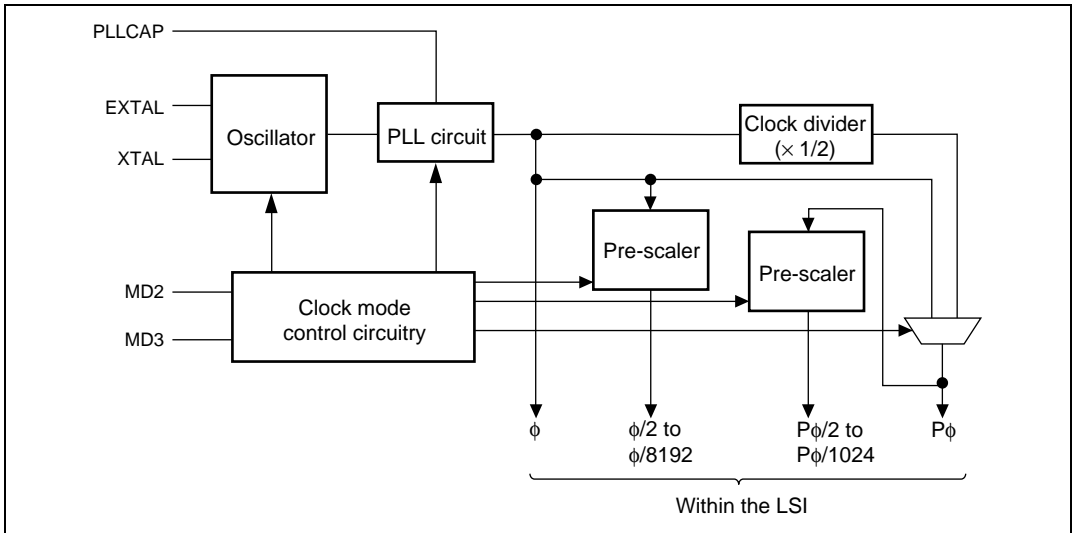 PLLCAP
EXTAL
XTAL
Oscillator
PLL circuit
Clock divider
(× 1/2)
Pre-scaler
Pre-scaler
MD2
MD3
Clock mode
control circuitry
ϕ
ϕ/2 to
ϕ/8192
Pϕ/2 to
Pϕ/1024
Pϕ
Within the LSI